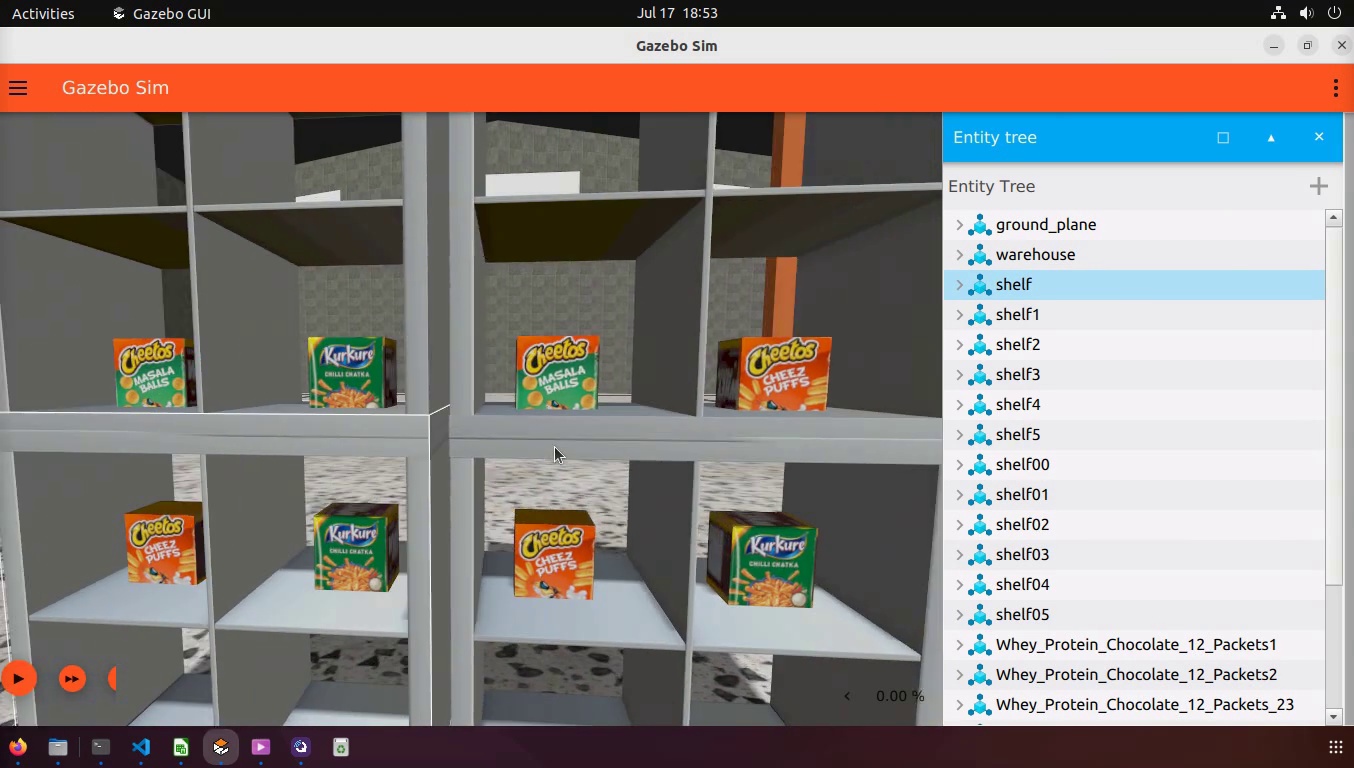 Activities
Gazebo GUI
Jul 17 18:53
Gazebo Sim
Gazebo Sim
Entity tree
Entity Tree
ground_plane
warehouse
shelf
shelf1
shelf2
shelf3
shelf4
shelf5
shelf00
shelf01
shelf02
shelf03
shelf04
shelf05
Whey_Protein_Chocolate_12_Packets1
Whey_Protein_Chocolate_12_Packets2
Whey_Protein_Chocolate_12_Packets_23
Cheetos
MASALA
BALLS
Kurkure
CHILLI CHATKA
Cheetos
MASALA
BALLS
Cheetos
CHEEZ
PUFFS
Cheetos
CHEEZ
PUFFS
Kurkure
CHILLI CHATKA
Cheetos
CHEEZ
PUFFS
Kurkure
CHILLI CHATKA
0.00 %